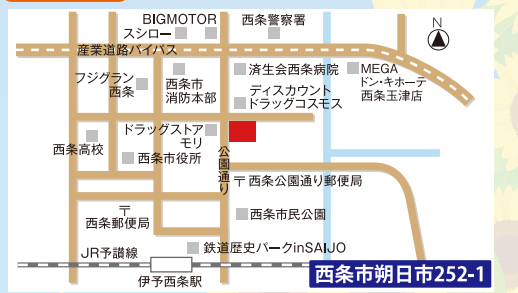 BIGMOTOR
スシロー
西条警察署
N
産業道路バイパス
フジグラン
西条
西条市
消防本部
済生会西条病院
MEGA
ドン・キホーテ
西条玉津店
ディスカウント
ドラッグコスモス
西条高校
ドラッグストア
モリ
西条市役所
公園通り
〒西条公園通り郵便局
〒
西条郵便局
西条市民公園
鉄道歴史パークinSAIJO
JR予讃線
伊予西条駅
西条市朔日市252-1